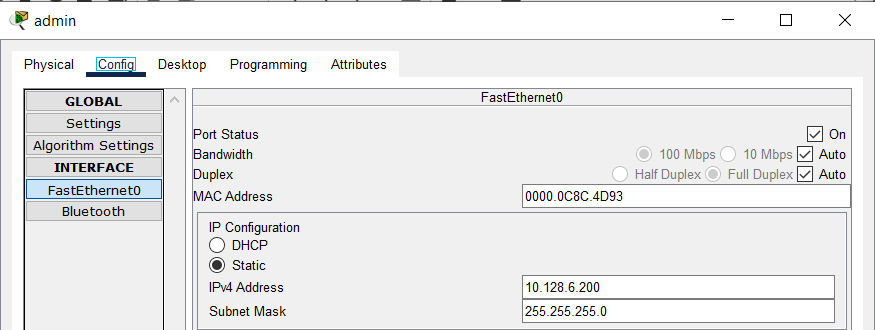 admin
Physical Config Desktop Programming Attributes
GLOBAL
Settings
Algorithm Settings
INTERFACE
FastEthernet0
Bluetooth
FastEthernet0
Port Status On
Bandwidth 100 Mbps 10 Mbps Auto
Duplex Half Duplex Full Duplex Auto
MAC Address 0000.0C8C.4D93
IP Configuration
DHCP
Static
IPv4 Address 10.128.6.200
Subnet Mask 255.255.255.0